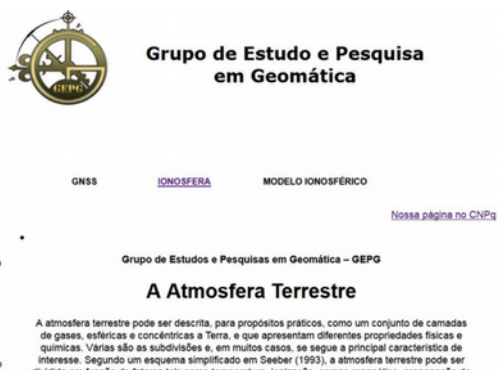 GEPG
Grupo de Estudo e Pesquisa
em Geomática
GNSS IONOSFERA MODELO IONOSFÉRICO
Nossa página no CNPq
Grupo de Estudos e Pesquisas em Geomática – GEPG
A Atmosfera Terrestre
A atmosfera terrestre pode ser descrita, para propósitos práticos, como um conjunto de camadas
de gases, esféricas e concêntricas a Terra, e que apresentam diferentes propriedades físicas e
químicas. Várias são as subdivisões e, em muitos casos, se segue a principal característica de
interesse. Segundo um esquema simplificado em Seeber (1993), a atmosfera terrestre pode ser